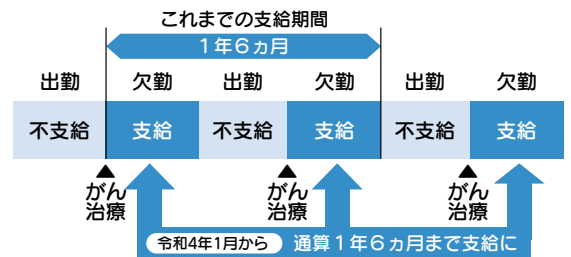 これまでの支給期間
1年6ヵ月
出勤 欠勤 出勤 欠勤 出勤 欠勤
不支給 支給 不支給 支給 不支給 支給
がん がん がん
治療 治療 治療
令和4年1月から 通算1年6ヵ月まで支給に